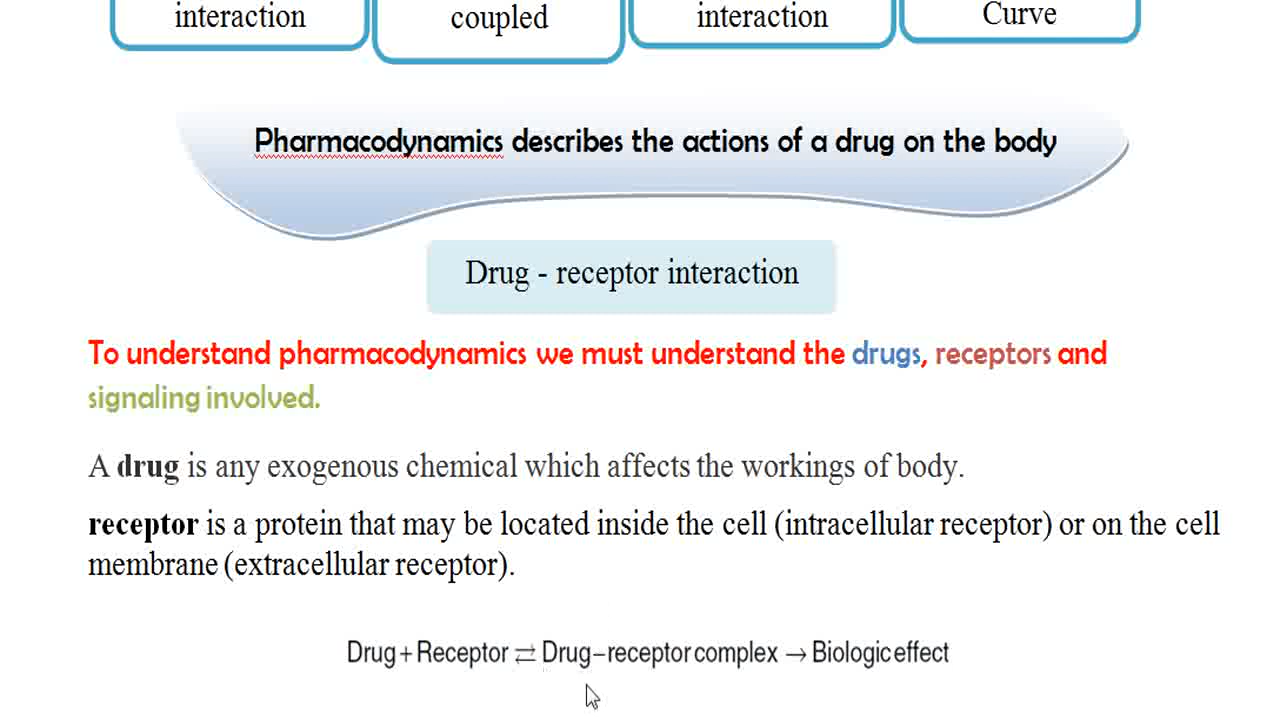 interaction
coupled
interaction
Curve
Pharmacodynamics describes the actions of a drug on the body
Drug - receptor interaction
To understand pharmacodynamics we must understand the drugs, receptors and
signaling involved.
A drug is any exogenous chemical which affects the workings of body.
receptor is a protein that may be located inside the cell (intracellular receptor) or on the cell
membrane (extracellular receptor).
Drug + Receptor ⇄ Drug–receptor complex → Biologic effect